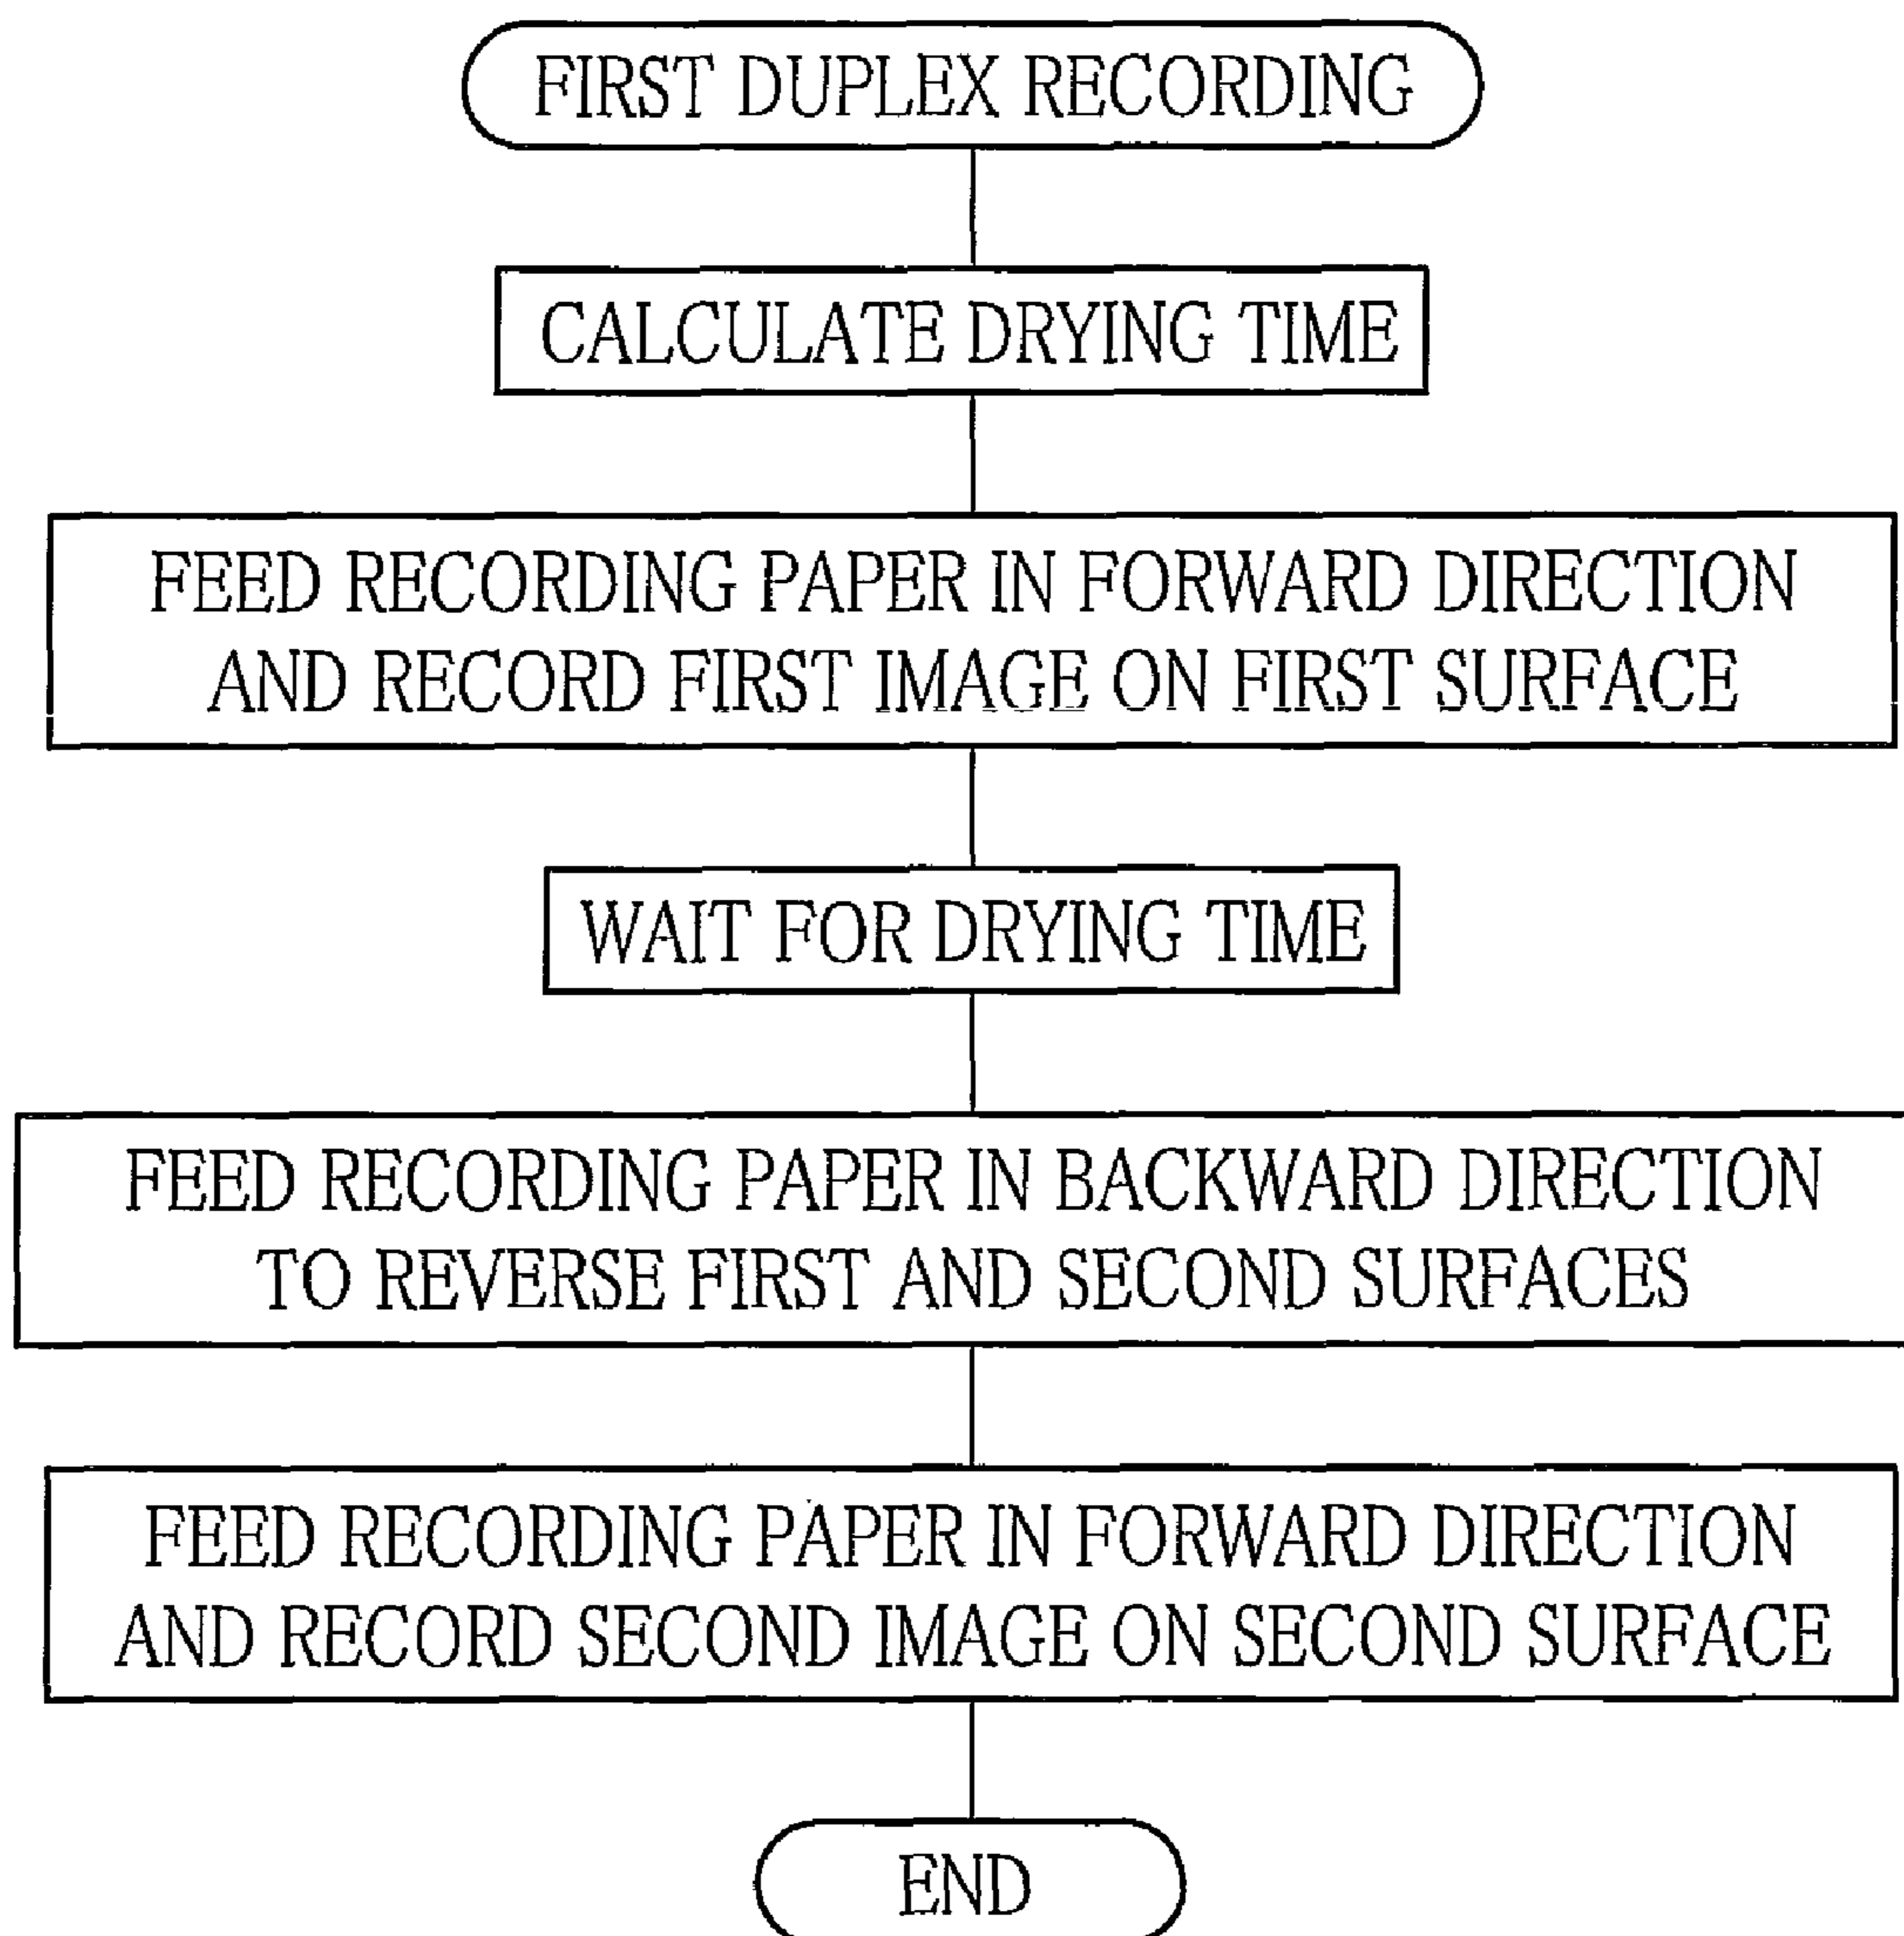 FIRST DUPLEX RECORDING
CALCULATE DRYING TIME
FEED RECORDING PAPER IN FORWARD DIRECTION
AND RECORD FIRST IMAGE ON FIRST SURFACE
WAIT FOR DRYING TIME
FEED RECORDING PAPER IN BACKWARD DIRECTION
TO REVERSE FIRST AND SECOND SURFACES
FEED RECORDING PAPER IN FORWARD DIRECTION
AND RECORD SECOND IMAGE ON SECOND SURFACE
END